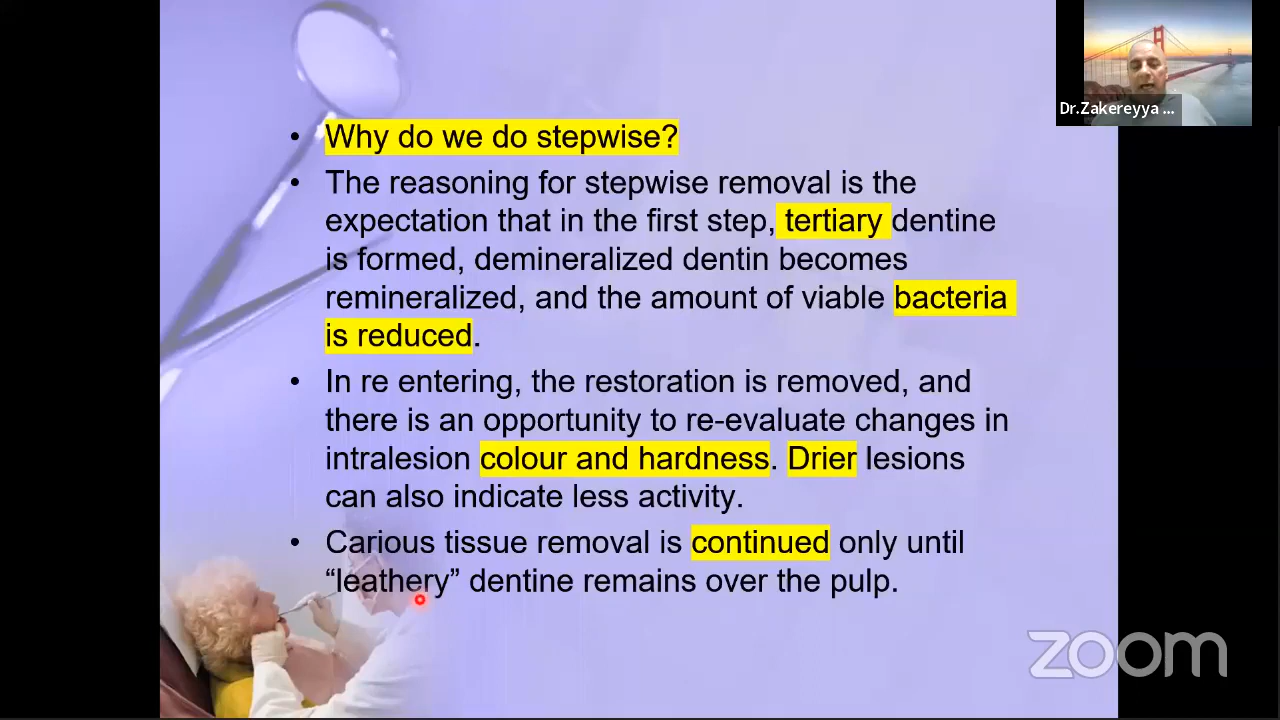 Dr.Zakereyya ...
• Why do we do stepwise?
• The reasoning for stepwise removal is the
expectation that in the first step, tertiary dentine
is formed, demineralized dentin becomes
remineralized, and the amount of viable bacteria
is reduced.
• In re entering, the restoration is removed, and
there is an opportunity to re-evaluate changes in
intralesion colour and hardness. Drier lesions
can also indicate less activity.
• Carious tissue removal is continued only until
“leathery” dentine remains over the pulp.
zoom